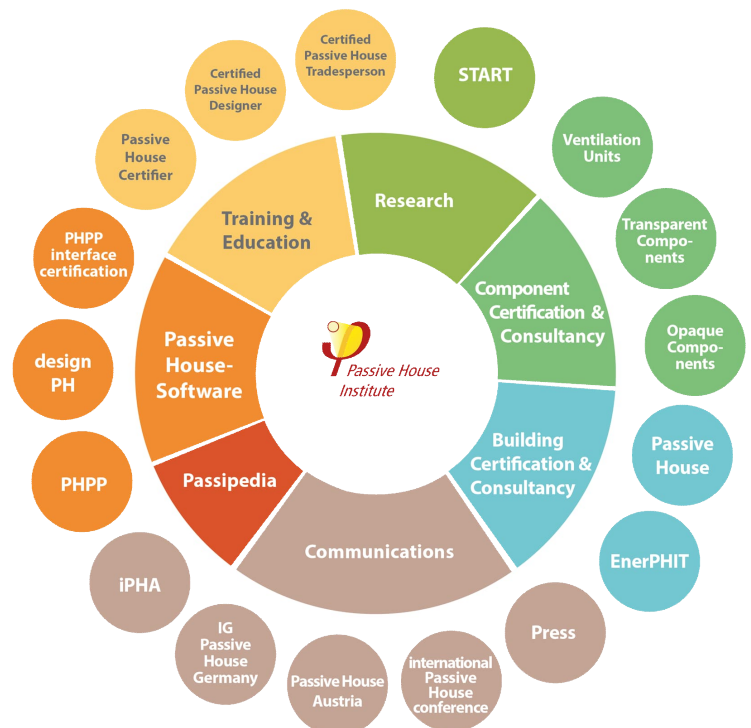 Certified
Passive House
Tradesperson
START
Certified
Passive House
Designer
Ventilation
Units
Passive
House
Certifier
Transparent
Compo-
nents
PHPP
interface
certification
Opaque
Compo-
nents
design
PH
Passive
House
PHPP
EnerPHIT
iPHA
Press
IG
Passive
House
Germany
Passive House
Austria
international
Passive
House
conference
Research
Training &
Education
Component
Certification &
Consultancy
Passive
House-
Software
Building
Certification &
Consultancy
Passipedia
Communications
Passive House
Institute